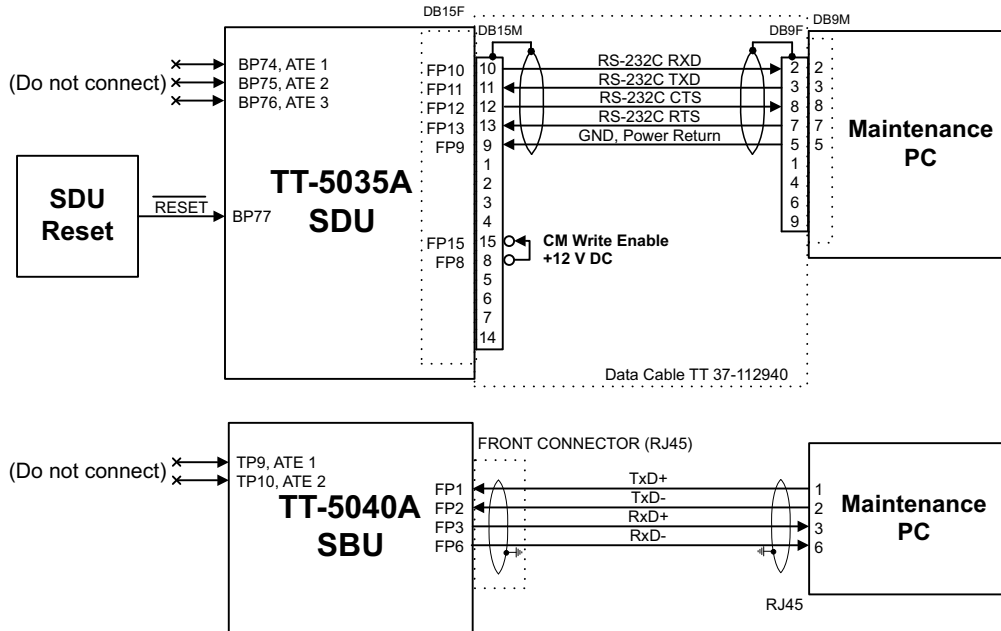 DB15F
DB15M
DB9F
DB9M
(Do not connect)
BP74, ATE 1
BP75, ATE 2
BP76, ATE 3
SDU
Reset
RESET
BP77
TT-5035A
SDU
FP10 10 RS-232C RXD 2 2
FP11 11 RS-232C TXD 3 3
FP12 12 RS-232C CTS 8 8
FP13 13 RS-232C RTS 7 7
FP9 9 GND, Power Return 5 5
1 1
2 4
3 6
4 9
FP15 15 CM Write Enable
FP8 8 +12 V DC
5
6
7
14
Maintenance
PC
Data Cable TT 37-112940
(Do not connect)
TP9, ATE 1
TP10, ATE 2
TT-5040A
SBU
FRONT CONNECTOR (RJ45)
FP1 TxD+ 1
FP2 TxD- 2
FP3 RxD+ 3
FP6 RxD- 6
RJ45
Maintenance
PC